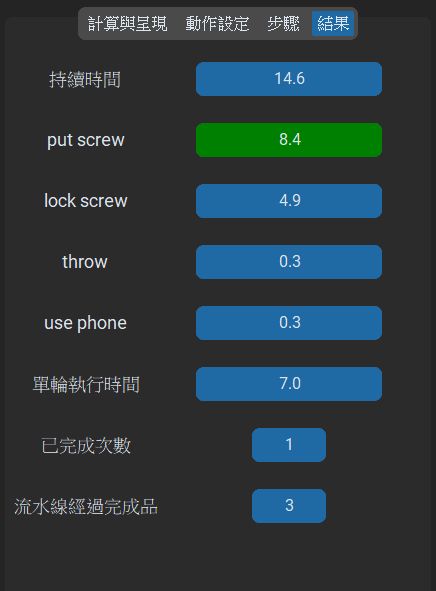 計算與呈現 動作設定 步驟 結果
持續時間 14.6
put screw 8.4
lock screw 4.9
throw 0.3
use phone 0.3
單輪執行時間 7.0
已完成次數 1
流水線經過完成品 3